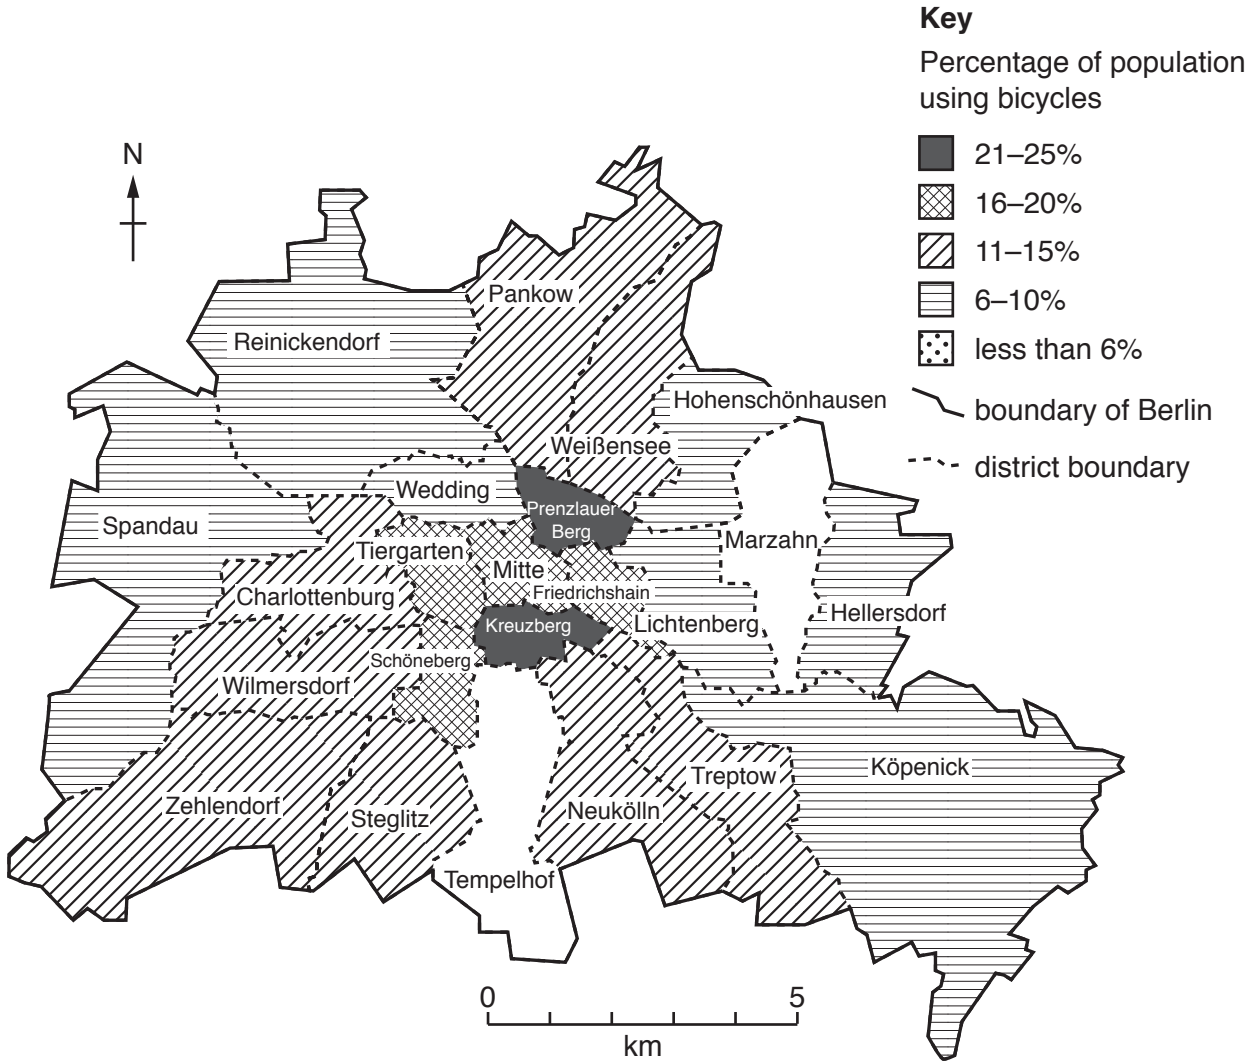 Key
Percentage of population
using bicycles
21–25%
16–20%
11–15%
6–10%
less than 6%
boundary of Berlin
district boundary
N
Pankow
Reinickendorf
Hohenschönhausen
Weißensee
Wedding
Prenzlauer
Berg
Spandau
Marzahn
Tiergarten
Mitte
Friedrichshain
Charlottenburg
Hellersdorf
Kreuzberg
Lichtenberg
Schöneberg
Wilmersdorf
Köpenick
Treptow
Zehlendorf
Steglitz
Neukölln
Tempelhof
0 5
km